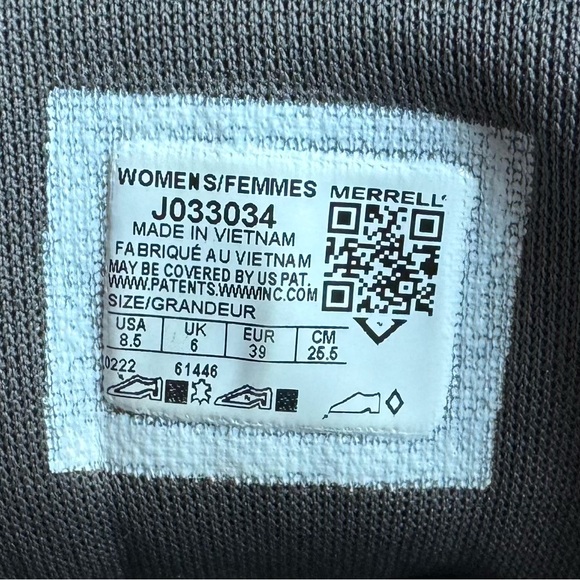 WOMENS/FEMMES
MERRELL
J033034
MADE IN VIETNAM
FABRIQUÉ AU VIETNAM
MAY BE COVERED BY US PAT.
WWW.PATENTS.WWWINC.COM
SIZE/GRANDEUR
USA UK EUR CM
8.5 6 39 25.5
0222 61446